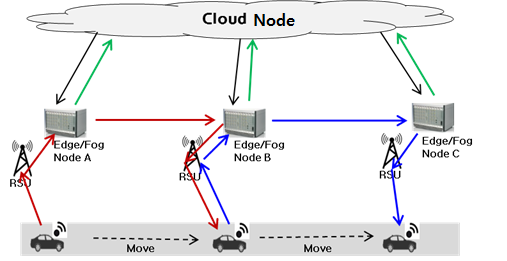 Cloud Node
Edge/Fog
Node A
Edge/Fog
Node B
Edge/Fog
Node C
RSU
RSU
RSU
Move
Move